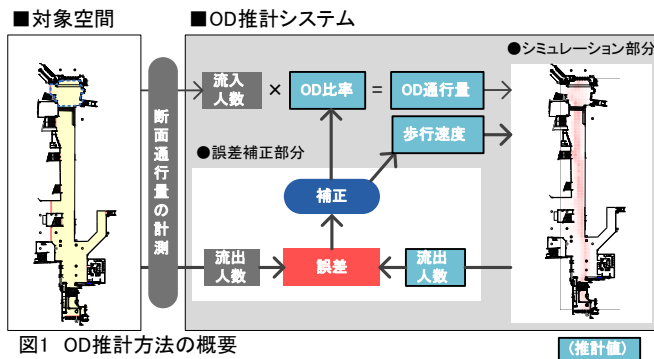 ■対象空間
■OD推計システム
●シミュレーション部分
断面通行量の計測
流入
人数
×
OD比率
=
OD通行量
歩行速度
●誤差補正部分
補正
流出
人数
誤差
流出
人数
図1 OD推計方法の概要
(推計値)